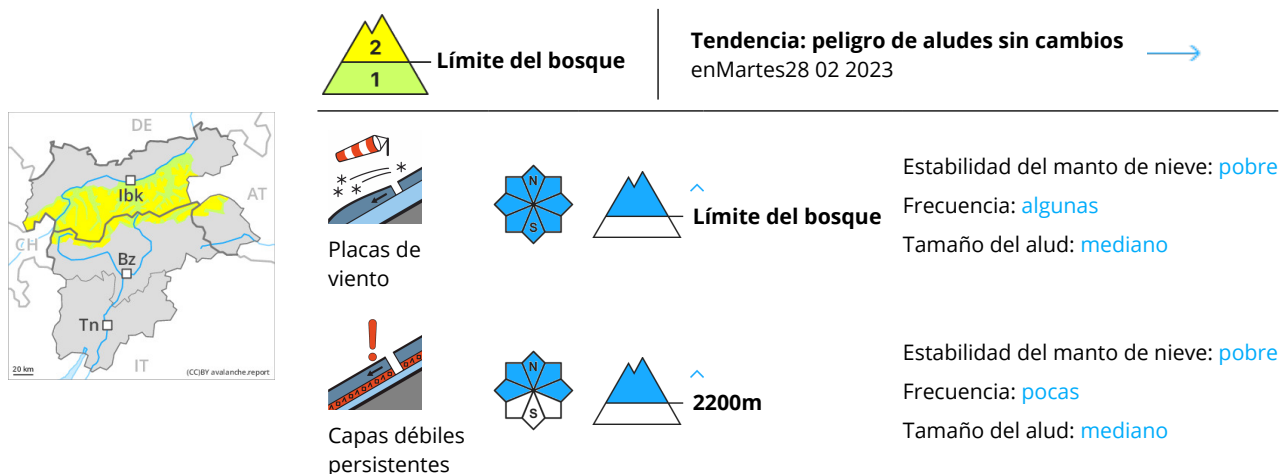 2
1
Límite del bosque
Tendencia: peligro de aludes sin cambios
enMartes28 02 2023
DE
Ibk
AT
CH
Bz
Tn
IT
20 km
(CC)BY avalanche.report
Placas de
viento
N
S
Límite del bosque
Estabilidad del manto de nieve: pobre
Frecuencia: algunas
Tamaño del alud: mediano
Capas débiles
persistentes
N
S
2200m
Estabilidad del manto de nieve: pobre
Frecuencia: pocas
Tamaño del alud: mediano